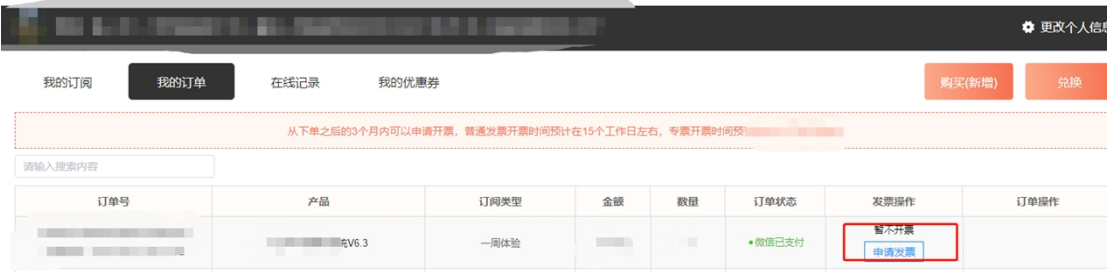 更改个人信息
我的订阅 我的订单 在线记录 我的优惠券 购买(新增) 兑换
从下单之后的3个月内可以申请开票，普通发票开票时间预计在15个工作日左右，专票开票时间预
请输入搜索内容
订单号 产品 订阅类型 金额 数量 订单状态 发票操作 订单操作
V6.3 一周体验 •微信已支付 暂不开票
申请发票